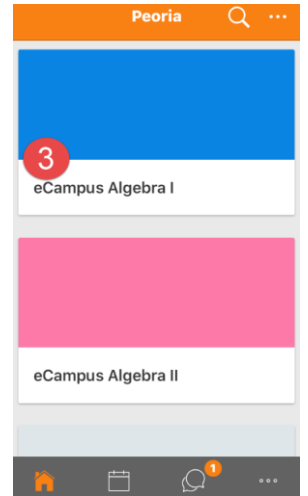 Peoria
3
eCampus Algebra I
eCampus Algebra II
1